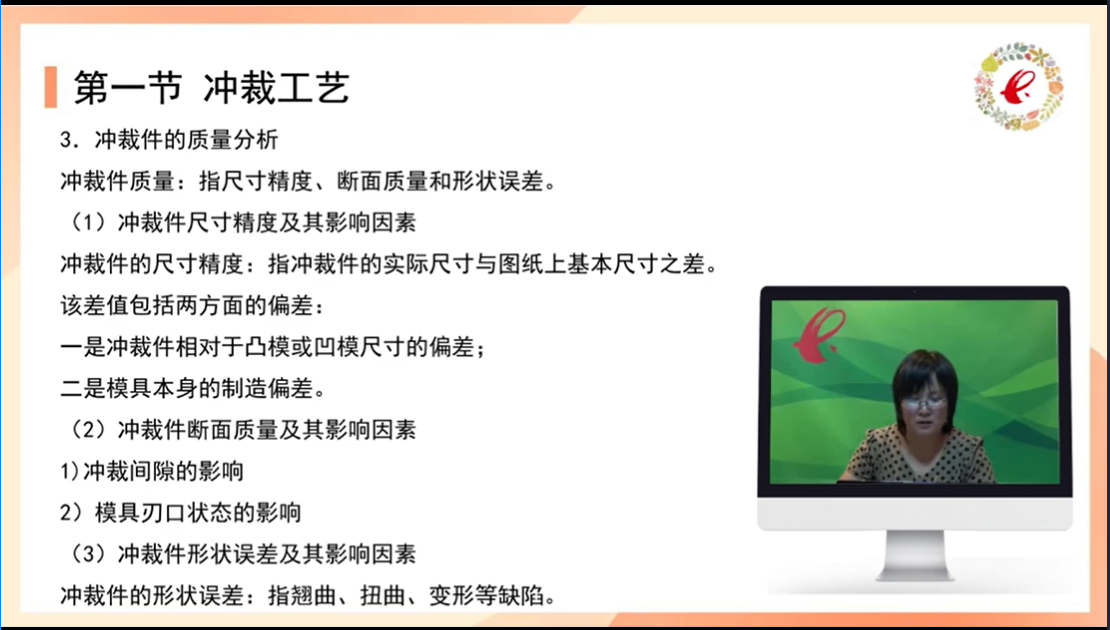 第一节 冲裁工艺
3．冲裁件的质量分析
冲裁件质量：指尺寸精度、断面质量和形状误差。
（1）冲裁件尺寸精度及其影响因素
冲裁件的尺寸精度：指冲裁件的实际尺寸与图纸上基本尺寸之差。
该差值包括两方面的偏差：
一是冲裁件相对于凸模或凹模尺寸的偏差；
二是模具本身的制造偏差。
（2）冲裁件断面质量及其影响因素
1)冲裁间隙的影响
2）模具刃口状态的影响
（3）冲裁件形状误差及其影响因素
冲裁件的形状误差：指翘曲、扭曲、变形等缺陷。